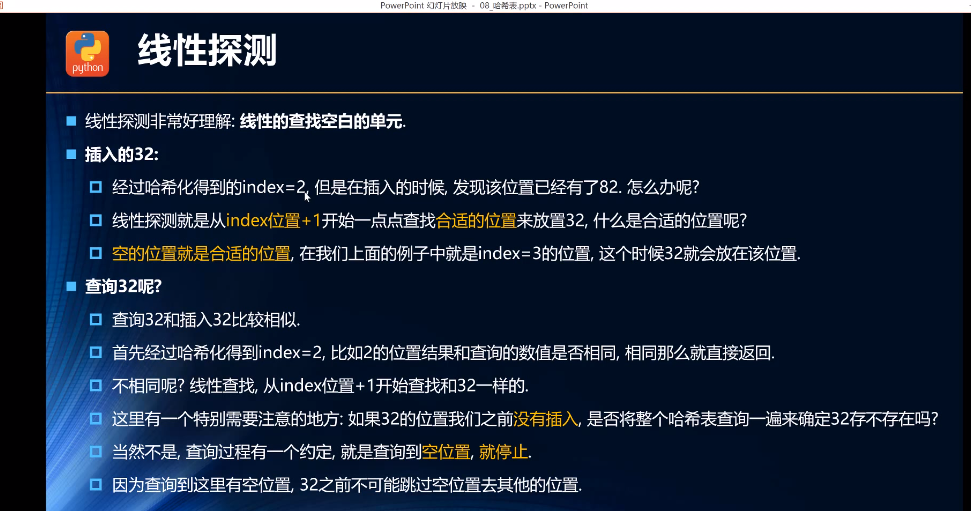 PowerPoint 幻灯片放映 - 08_哈希表.pptx - PowerPoint
python
线性探测
线性探测非常好理解: 线性的查找空白的单元.
插入的32:
经过哈希化得到的index=2, 但是在插入的时候, 发现该位置已经有了82. 怎么办呢?
线性探测就是从index位置+1开始一点点查找合适的位置来放置32, 什么是合适的位置呢?
空的位置就是合适的位置, 在我们上面的例子中就是index=3的位置, 这个时候32就会放在该位置.
查询32呢?
查询32和插入32比较相似.
首先经过哈希化得到index=2, 比如2的位置结果和查询的数值是否相同, 相同那么就直接返回.
不相同呢? 线性查找, 从index位置+1开始查找和32一样的.
这里有一个特别需要注意的地方: 如果32的位置我们之前没有插入, 是否将整个哈希表查询一遍来确定32存不存在吗?
当然不是, 查询过程有一个约定, 就是查询到空位置, 就停止.
因为查询到这里有空位置, 32之前不可能跳过空位置去其他的位置.